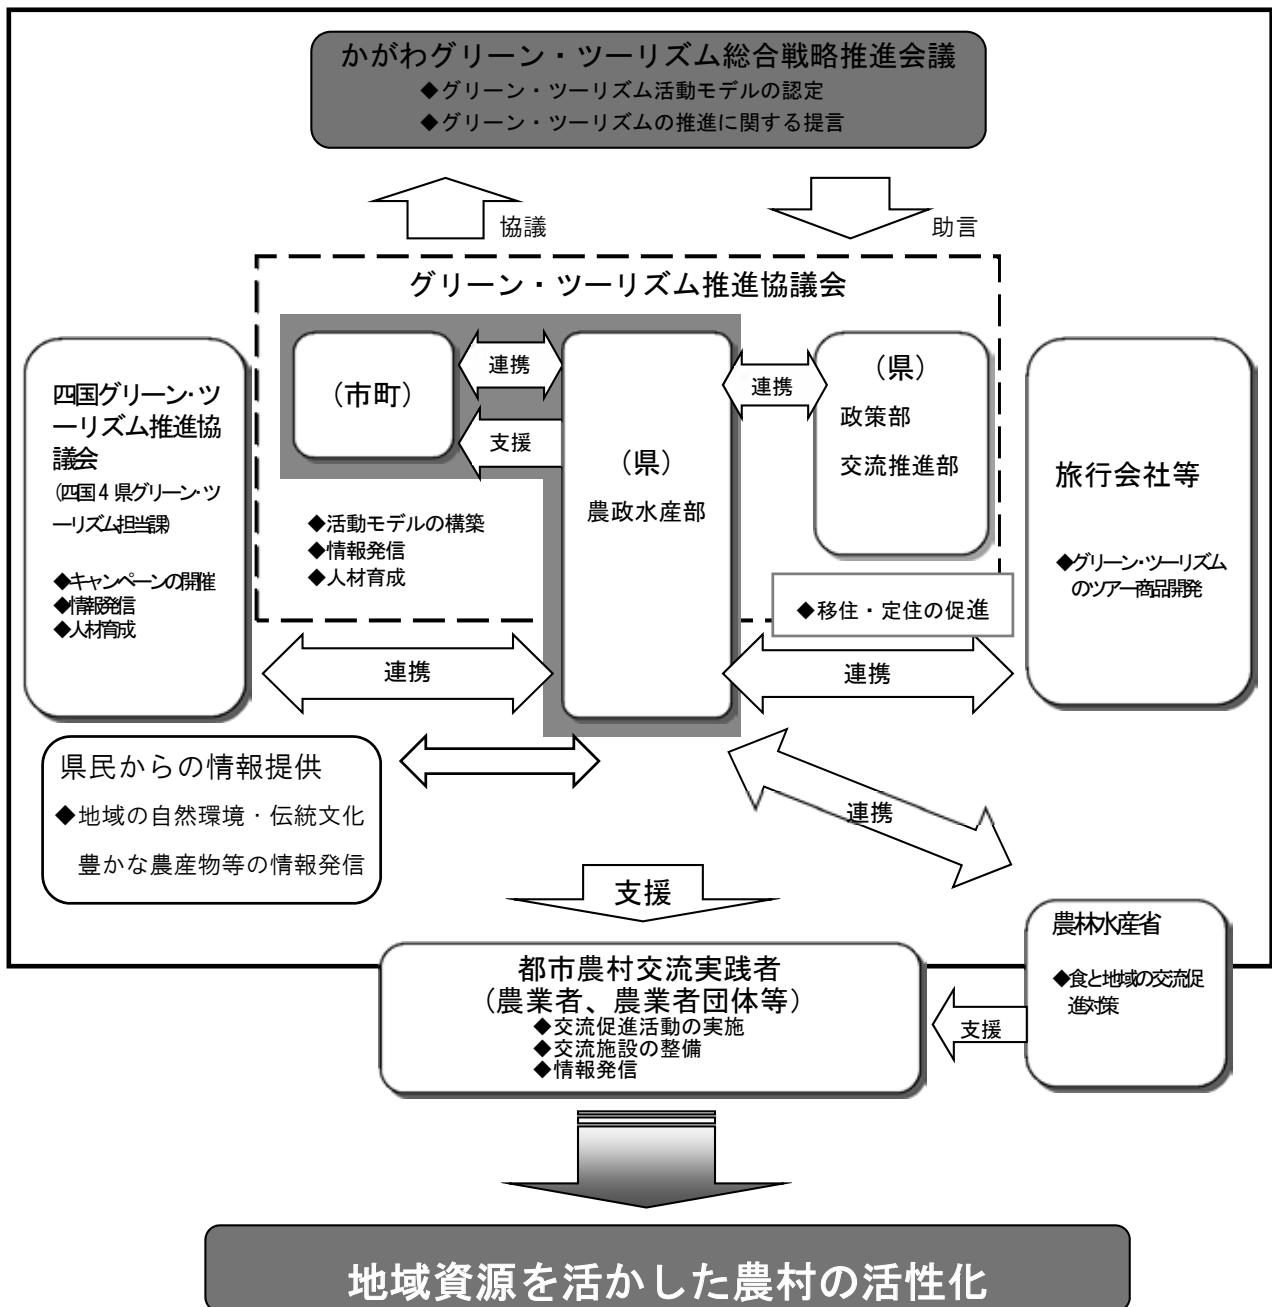 かがわグリーン・ツーリズム総合戦略推進会議
◆グリーン・ツーリズム活動モデルの認定
◆グリーン・ツーリズムの推進に関する提言
協議
助言
グリーン・ツーリズム推進協議会
四国グリーン・ツ
ーリズム推進協
議会
(四国4県グリーン・ツ
ーリズム担当課)
◆キャンペーンの開催
◆情報発信
◆人材育成
(市町)
連携
支援
◆活動モデルの構築
◆情報発信
◆人材育成
(県)
農政水産部
連携
(県)
政策部
交流推進部
◆移住・定住の促進
旅行会社等
◆グリーン・ツーリズム
のツアー商品開発
連携
連携
県民からの情報提供
◆地域の自然環境・伝統文化
豊かな農産物等の情報発信
連携
支援
農林水産省
◆食と地域の交流促
進対策
支援
都市農村交流実践者
(農業者、農業者団体等)
◆交流促進活動の実施
◆交流施設の整備
◆情報発信
地域資源を活かした農村の活性化